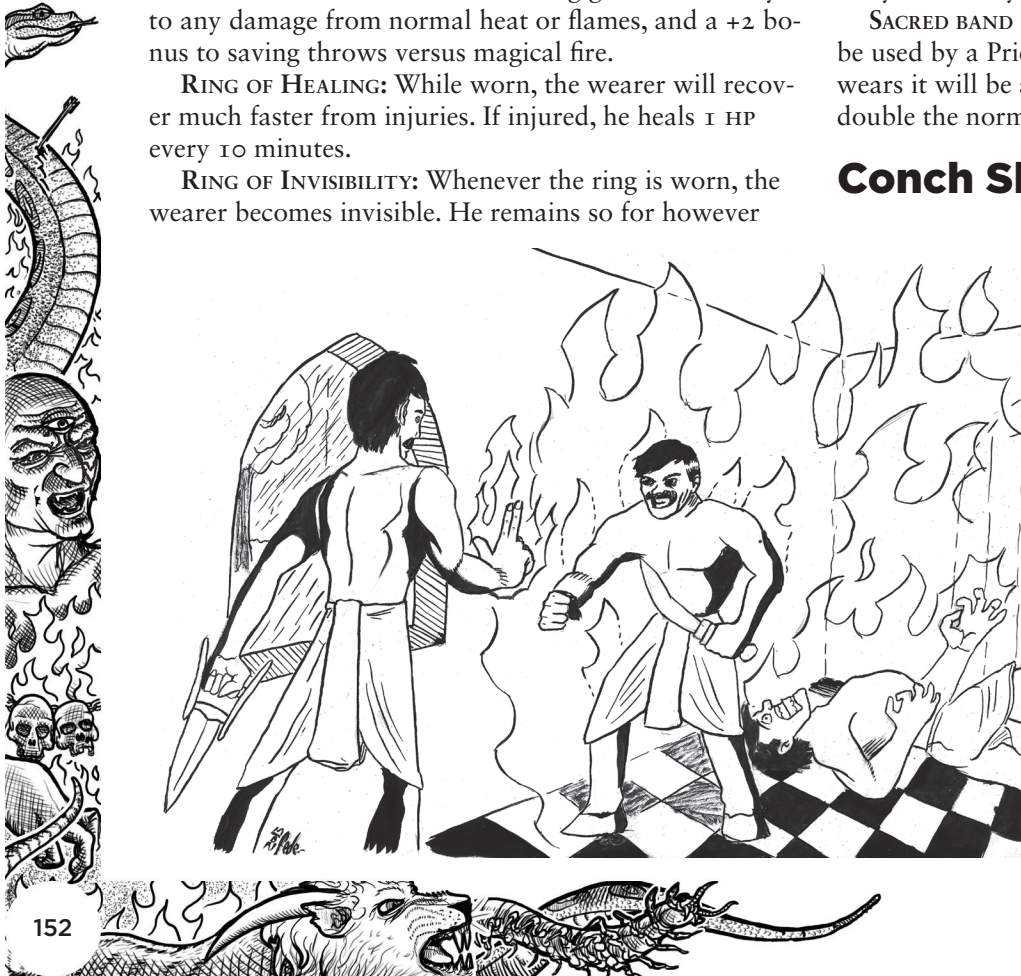 to any damage from normal heat or flames, and a +2 bo-
nus to saving throws versus magical fire.
Ring of Healing: While worn, the wearer will recov-
er much faster from injuries. If injured, he heals 1 HP
every 10 minutes.
Ring of Invisibility: Whenever the ring is worn, the
wearer becomes invisible. He remains so for however
Sacred band
be used by a Prie
wears it will be a
double the norm
Conch Sh
152